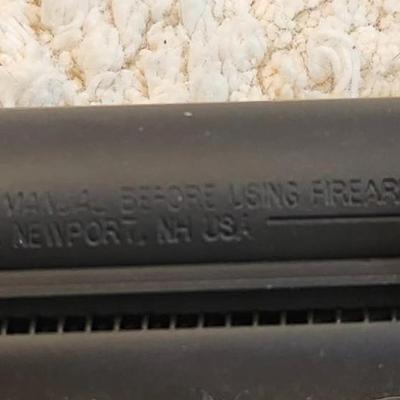 MANUAL BEFORE USING FIREAR
NEWPORT, NH USA